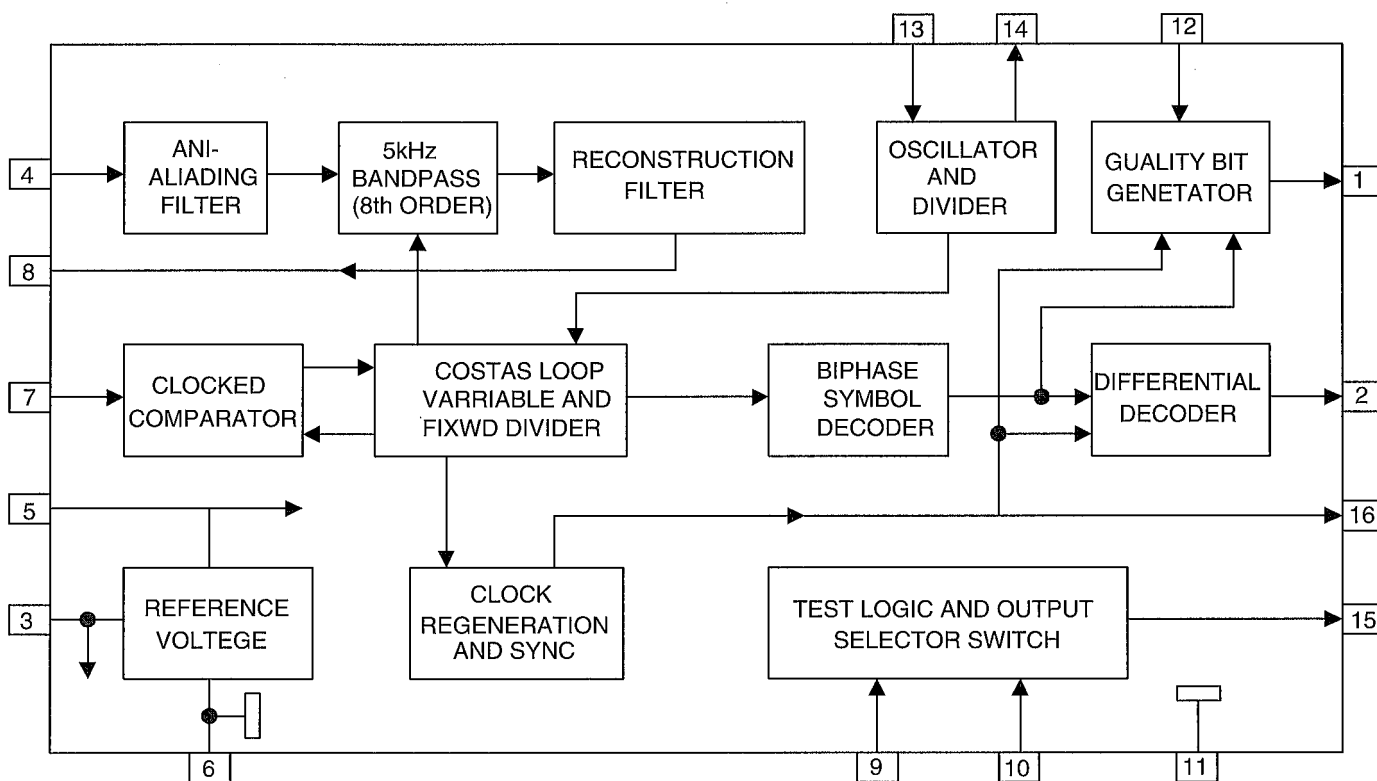 13
14
12
4
ANI-
ALIADING
FILTER
5kHz
BANDPASS
(8th ORDER)
RECONSTRUCTION
FILTER
OSCILLATOR
AND
DIVIDER
GUALITY BIT
GENETATOR
1
8
7
CLOCKED
COMPARATOR
COSTAS LOOP
VARRIABLE AND
FIXWD DIVIDER
BIPHASE
SYMBOL
DECODER
DIFFERENTIAL
DECODER
2
5
16
3
REFERENCE
VOLTEGE
CLOCK
REGENERATION
AND SYNC
TEST LOGIC AND OUTPUT
SELECTOR SWITCH
15
6
9
10
11